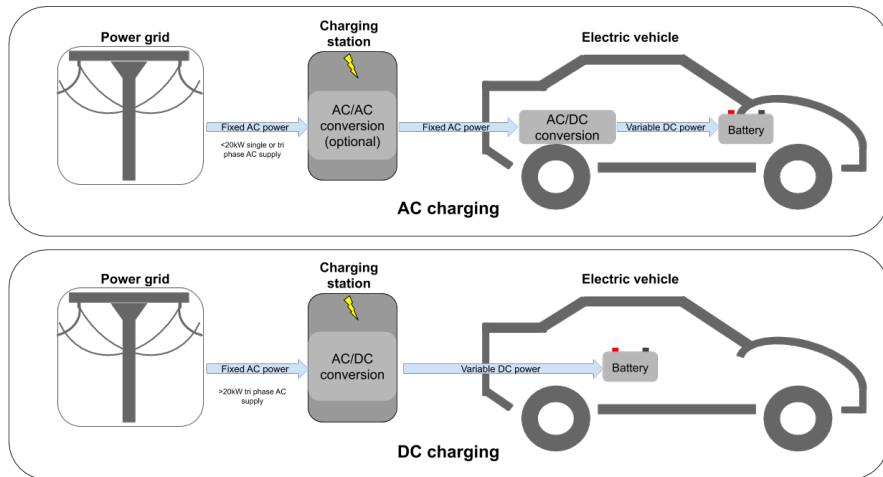 Power grid
Charging
station
Electric vehicle
Fixed AC power
<20kW single or tri
phase AC supply
AC/AC
conversion
(optional)
Fixed AC power
AC/DC
conversion
Variable DC power
Battery
AC charging
Power grid
Charging
station
Electric vehicle
Fixed AC power
>20kW tri phase AC
supply
AC/DC
conversion
Variable DC power
Battery
DC charging